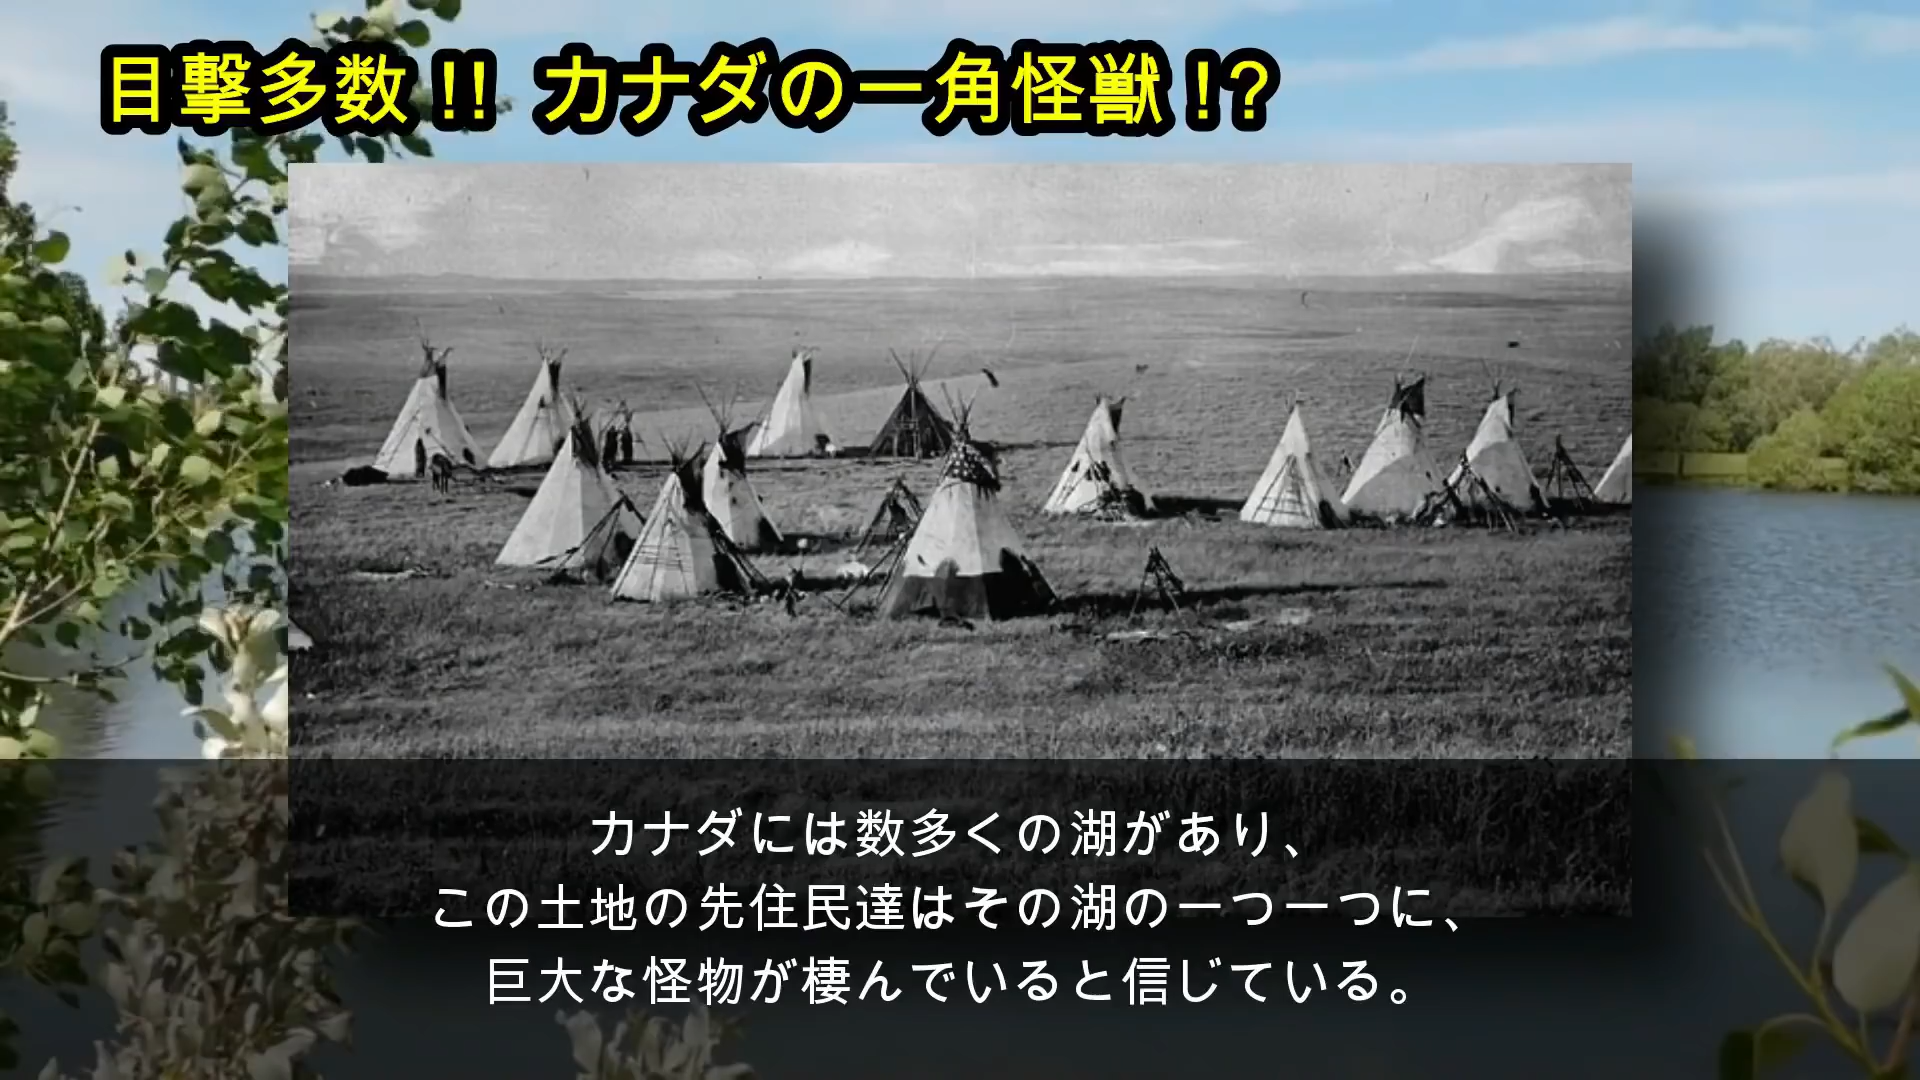 目撃多数!! カナダの一角怪獣!?
カナダには数多くの湖があり、
この土地の先住民達はその湖の一つ一つに、
巨大な怪物が棲んでいると信じている。